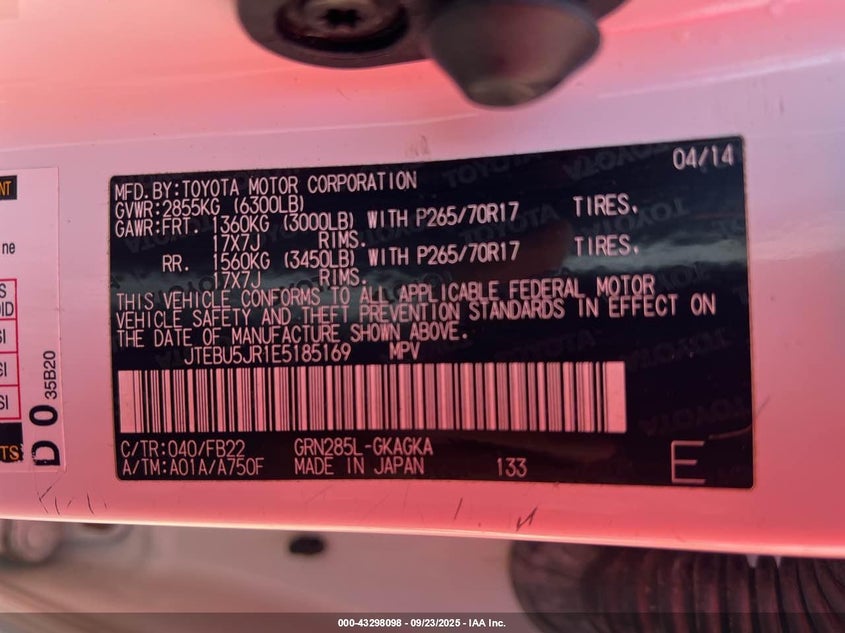 04/14
MFD.BY:TOYOTA MOTOR CORPORATION
GVWR:2855KG (6300LB)
GAWR:FRT. 1360KG (3000LB) WITH P265/70R17 TIRES,
17X7J RIMS.
RR. 1560KG (3450LB) WITH P265/70R17 TIRES,
17X7J RIMS.
THIS VEHICLE CONFORMS TO ALL APPLICABLE FEDERAL MOTOR
VEHICLE SAFETY AND THEFT PREVENTION STANDARDS IN EFFECT ON
THE DATE OF MANUFACTURE SHOWN ABOVE.
JTEBU5JR1E5185169 MPV
C/TR:040/FB22 GRN285L-GKAGKA
A/TM:A01A/A750F MADE IN JAPAN 133 E
D 0 35B20
000-43298098 - 09/23/2025 - IAA Inc.